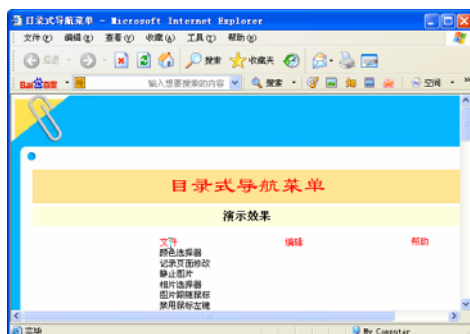 目录式导航菜单 - Microsoft Internet Explorer
文件(F) 编辑(E) 查看(V) 收藏(A) 工具(T) 帮助(H)
后退 搜索 收藏夹
Bai百度 输入想要搜索的内容 搜索 空间 »
目录式导航菜单
演示效果
文件 编辑 帮助
颜色选择器
记录页面修改
静止图片
相片选择器
图片跟随鼠标
禁用鼠标左键
完毕 My Computer